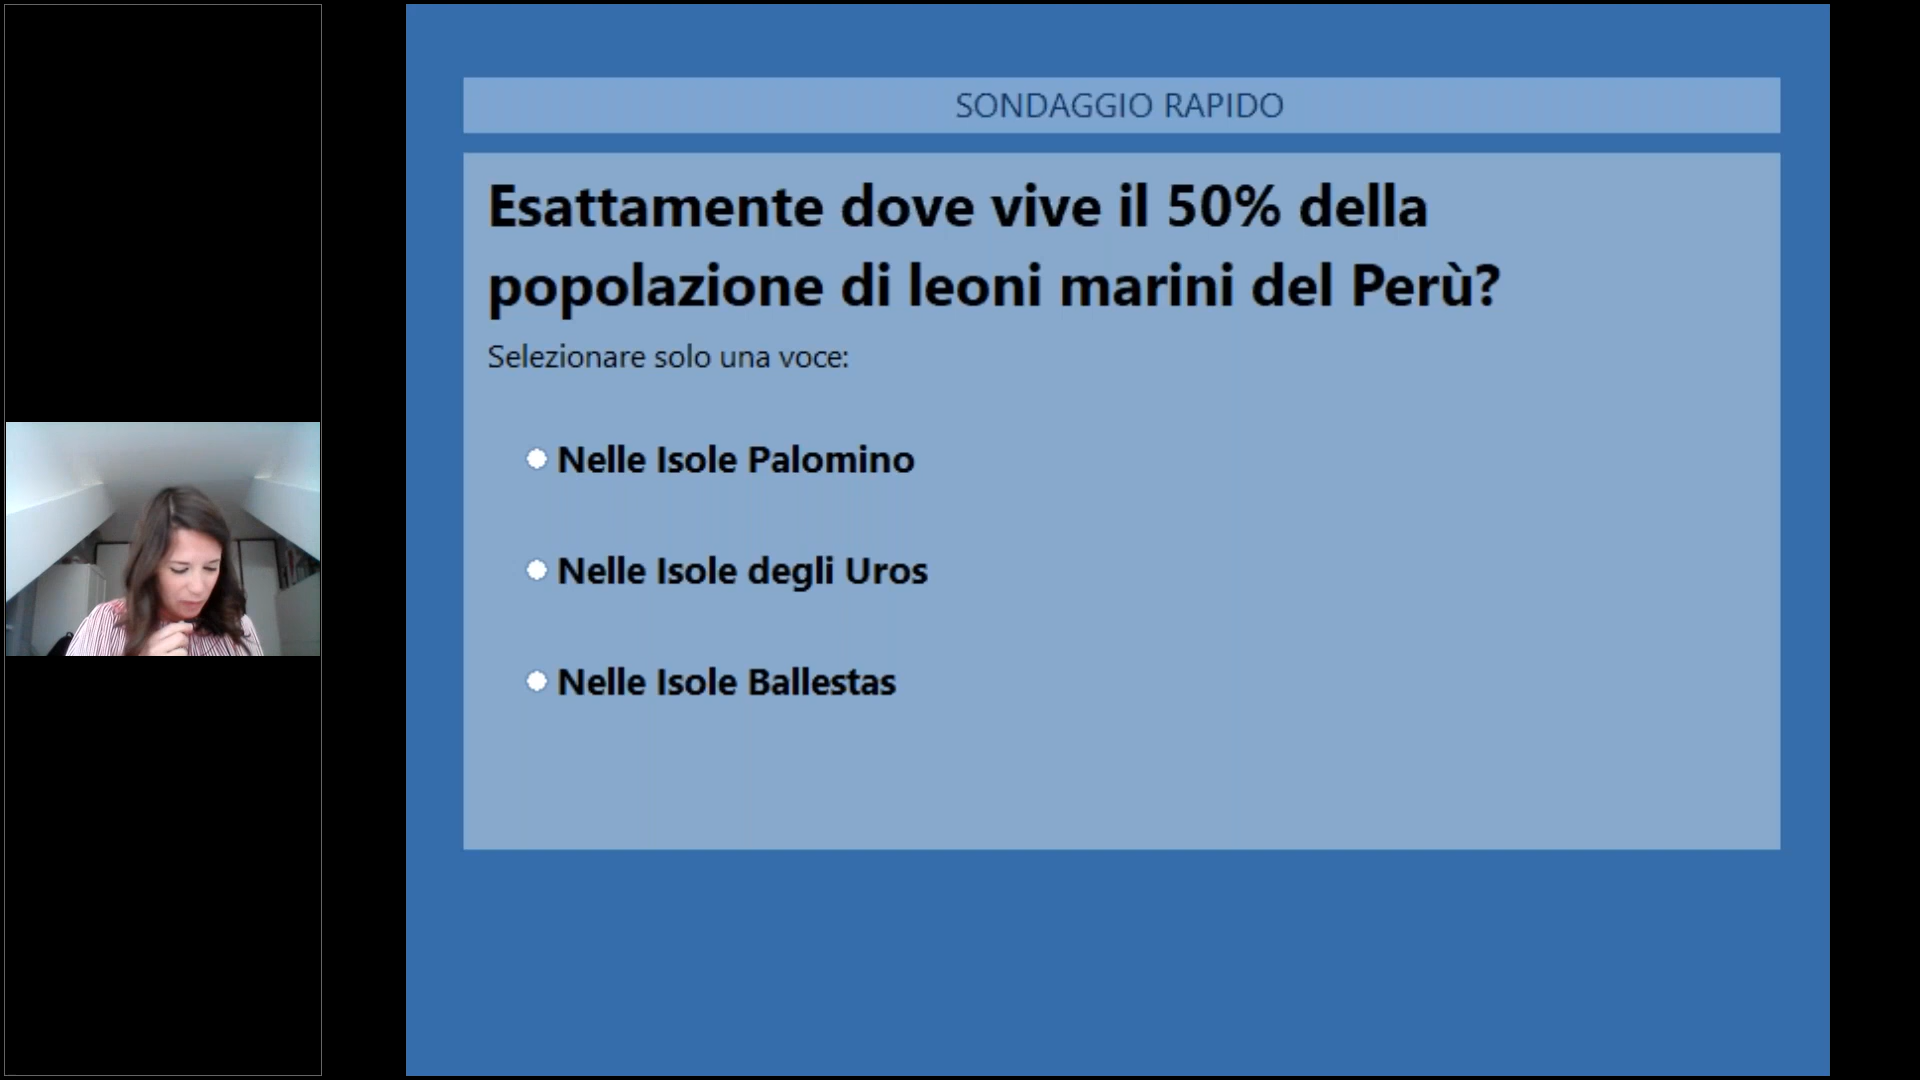 SONDAGGIO RAPIDO
Esattamente dove vive il 50% della
popolazione di leoni marini del Perù?
Selezionare solo una voce:
Nelle Isole Palomino
Nelle Isole degli Uros
Nelle Isole Ballestas